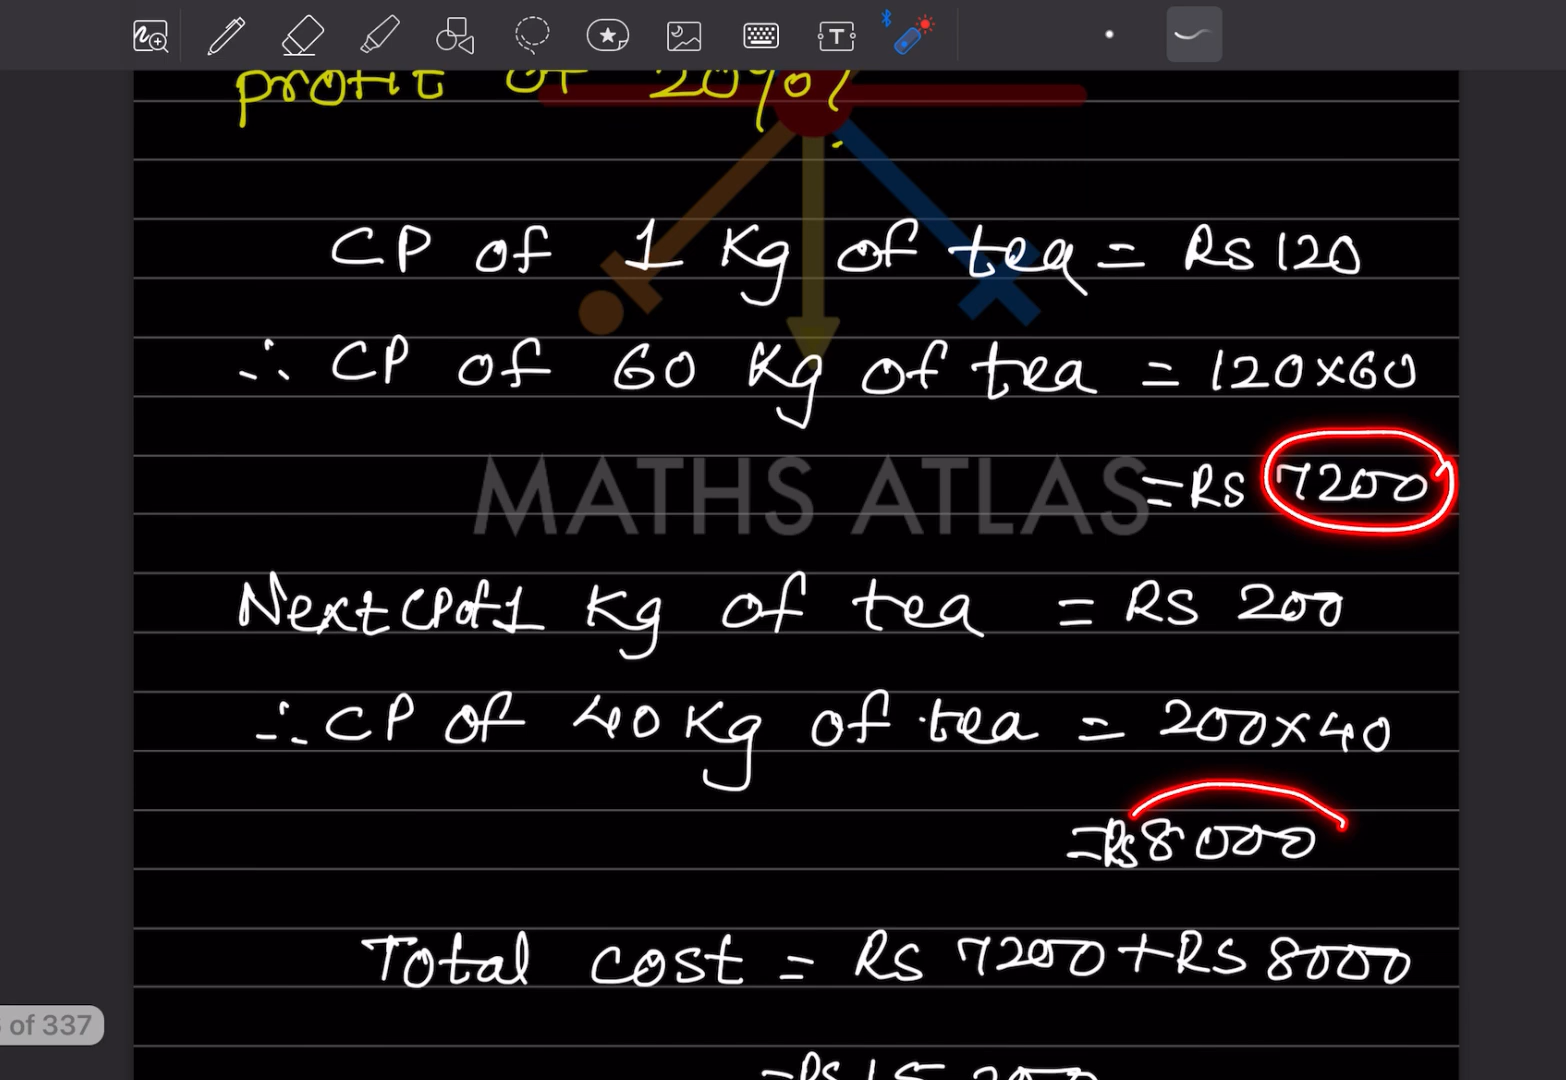 profit of 20%?
CP of 1 Kg of tea = Rs 120
∴ CP of 60 Kg of tea = 120×60
= Rs 7200
MATHS ATLAS
Next CP of 1 Kg of tea = Rs 200
∴ CP of 40 Kg of tea = 200×40
= Rs 8000
Total cost = Rs 7200 + Rs 8000
of 337
= Rs 15200